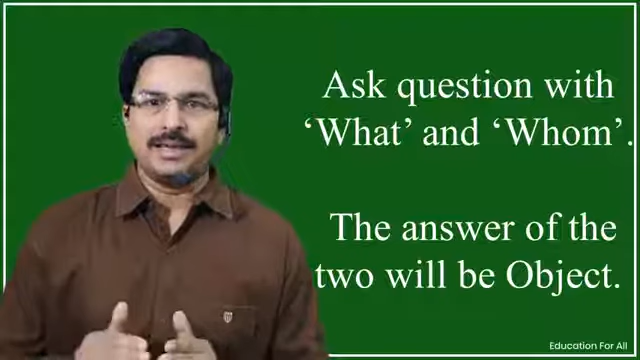 Ask question with
‘What’ and ‘Whom’.
The answer of the
two will be Object.
Education For All